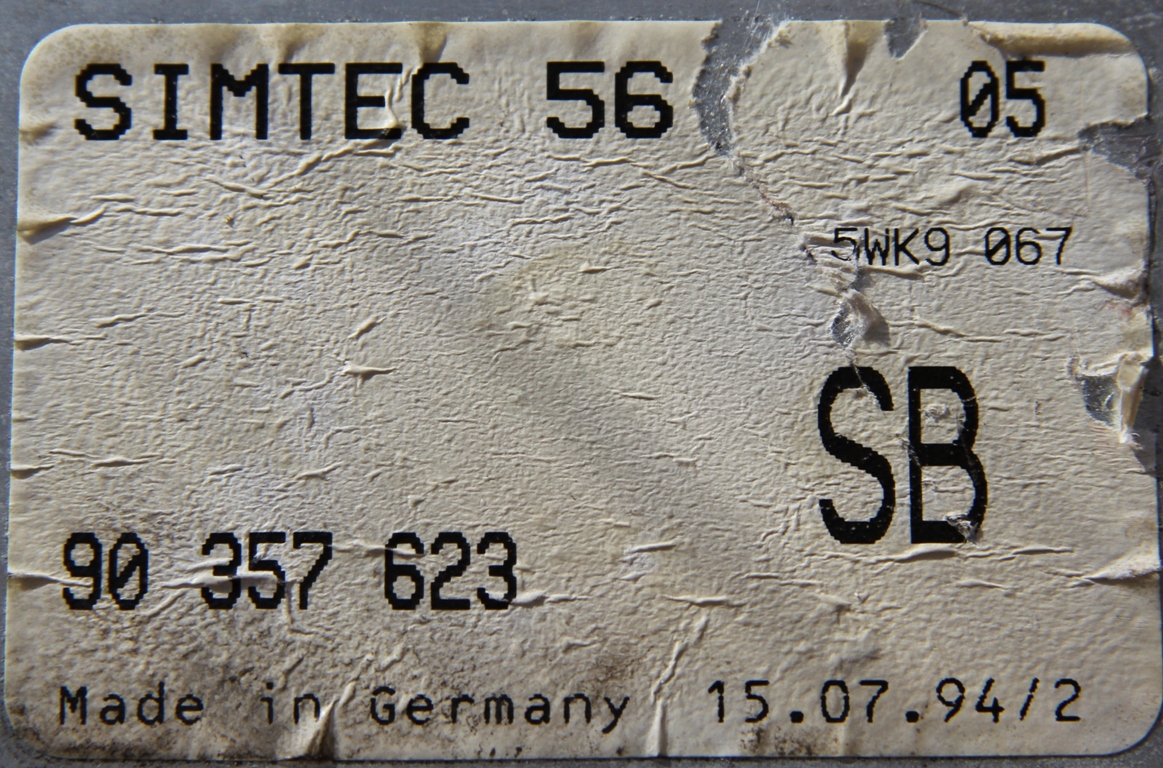 SIMTEC 56 05
5WK9 067
SB
90 357 623
Made in Germany 15.07.94/2